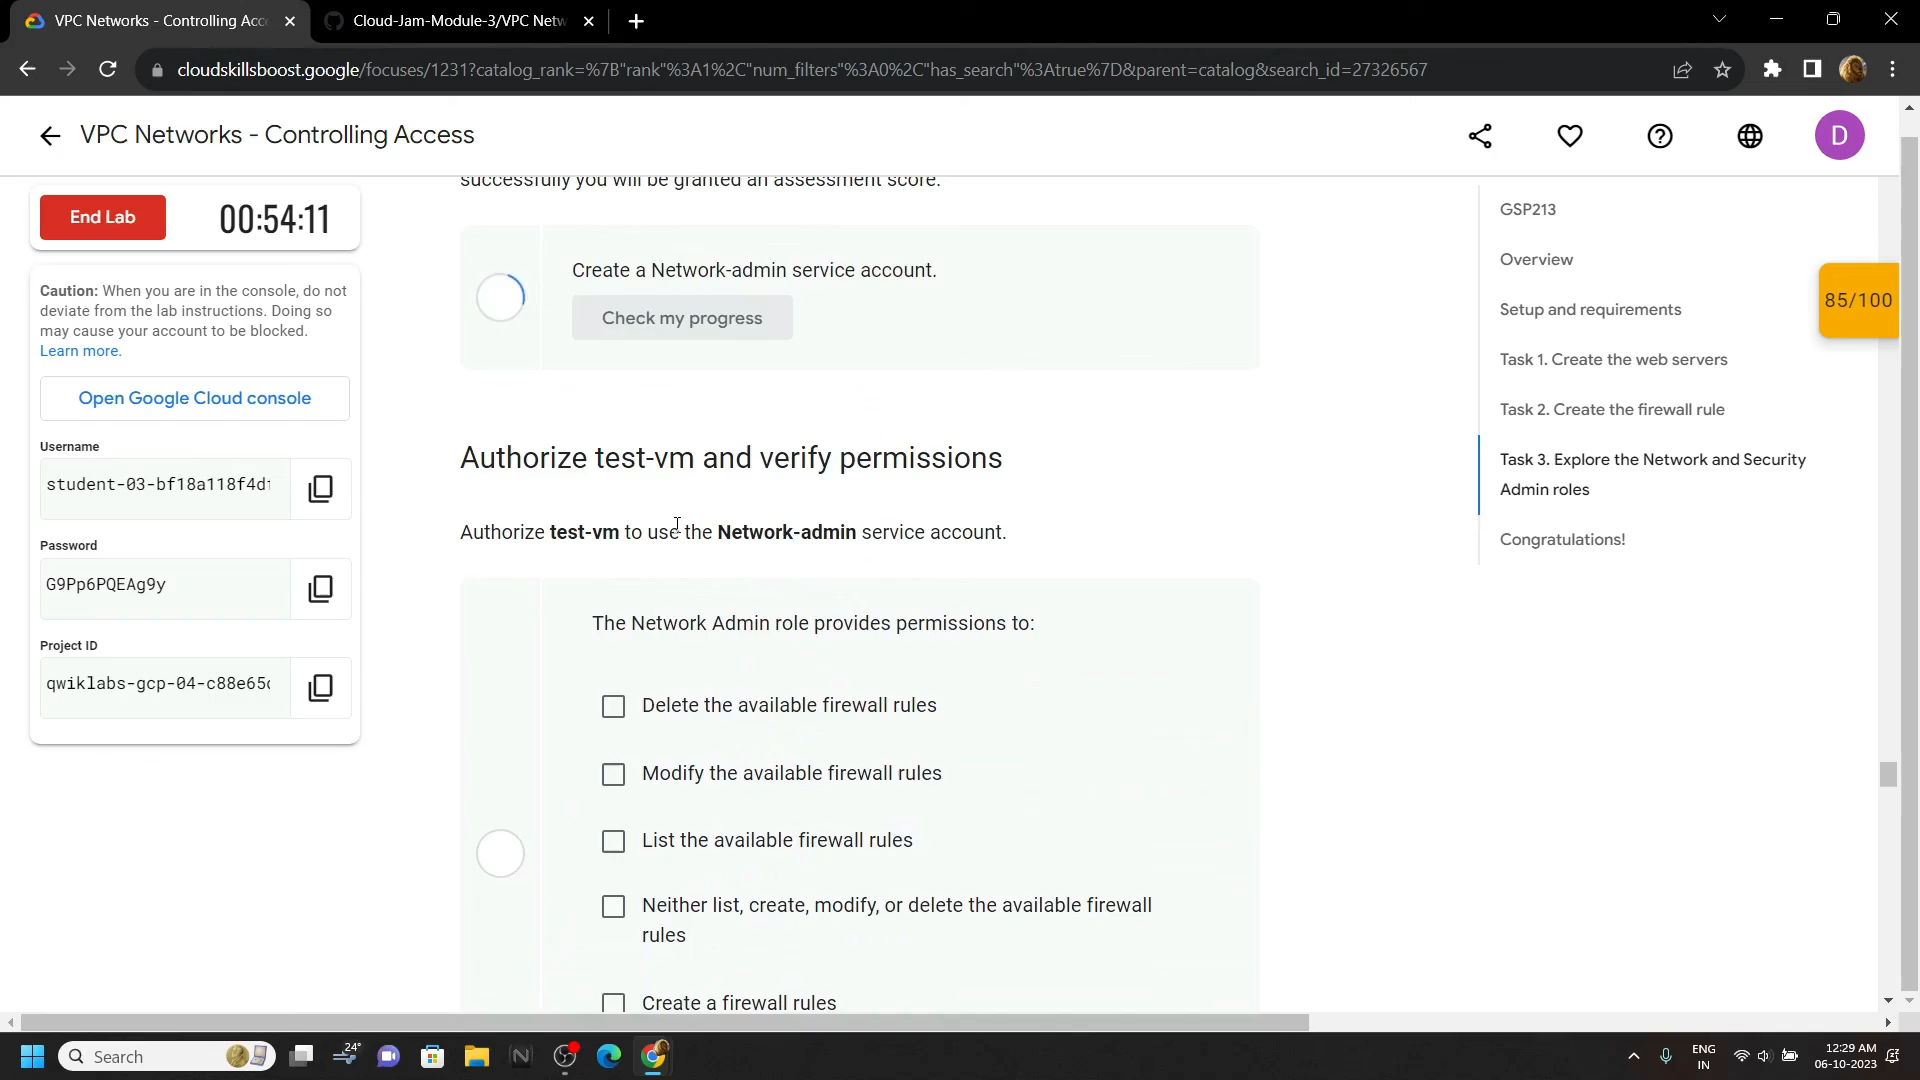 VPC Networks - Controlling Acc
Cloud-Jam-Module-3/VPC Netw
cloudskillsboost.google/focuses/1231?catalog_rank=%7B"rank"%3A1%2C"num_filters"%3A0%2C"has_search"%3Atrue%7D&parent=catalog&search_id=27326567
VPC Networks - Controlling Access
D
End Lab
00:54:11
Caution: When you are in the console, do not
deviate from the lab instructions. Doing so
may cause your account to be blocked.
Learn more.
Open Google Cloud console
Username
student-03-bf18a118f4d
Password
G9Pp6PQEAg9y
Project ID
qwiklabs-gcp-04-c88e65
successfully you will be granted an assessment score.
Create a Network-admin service account.
Check my progress
Authorize test-vm and verify permissions
Authorize test-vm to use the Network-admin service account.
The Network Admin role provides permissions to:
Delete the available firewall rules
Modify the available firewall rules
List the available firewall rules
Neither list, create, modify, or delete the available firewall
rules
Create a firewall rules
GSP213
Overview
Setup and requirements
Task 1. Create the web servers
Task 2. Create the firewall rule
Task 3. Explore the Network and Security
Admin roles
Congratulations!
85/100
Search
24°
ENG
IN
12:29 AM
06-10-2023